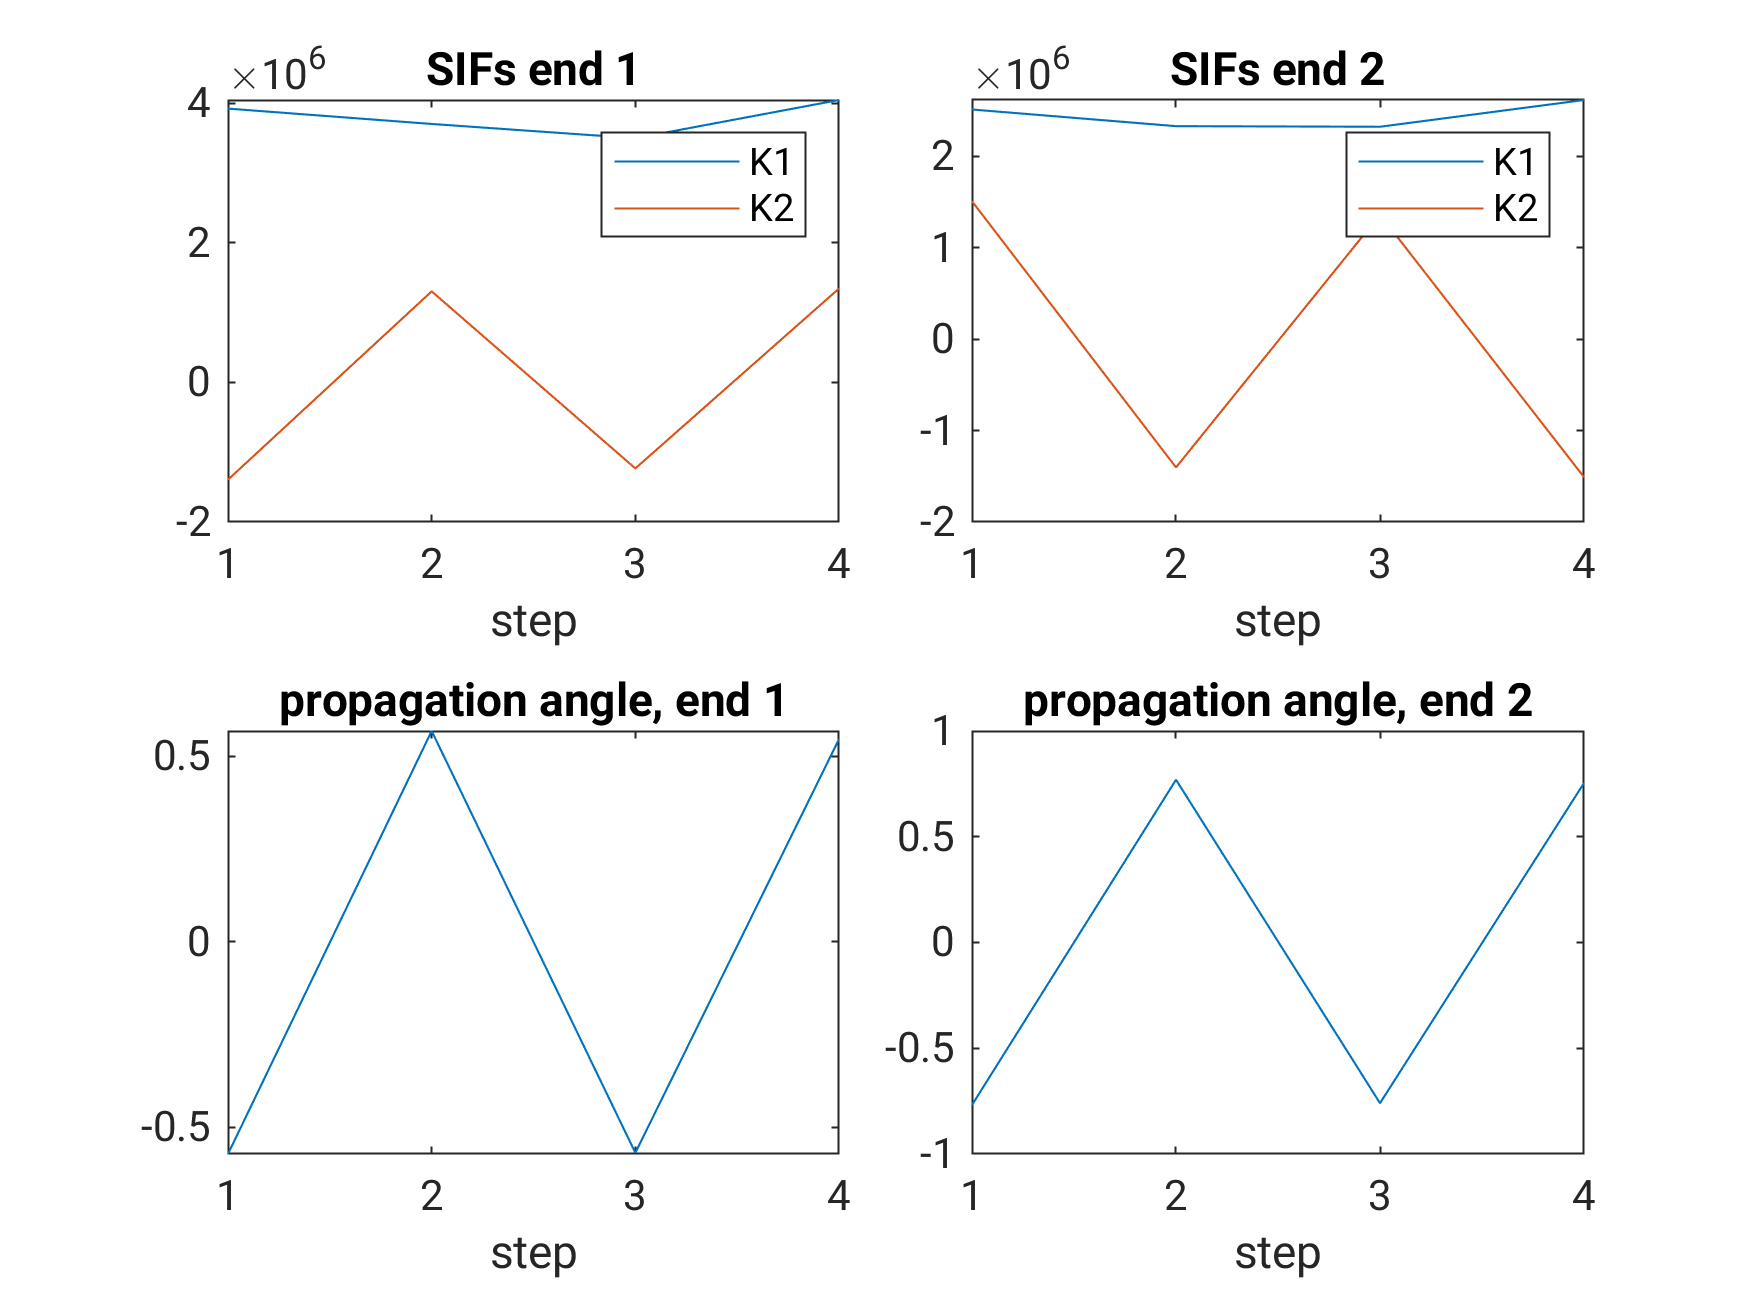 ×10^6 SIFs end 1
4
2
0
-2
K1
K2
1 2 3 4
step
×10^6 SIFs end 2
2
1
0
-1
-2
K1
K2
1 2 3 4
step
propagation angle, end 1
0.5
0
-0.5
1 2 3 4
step
propagation angle, end 2
1
0.5
0
-0.5
-1
1 2 3 4
step